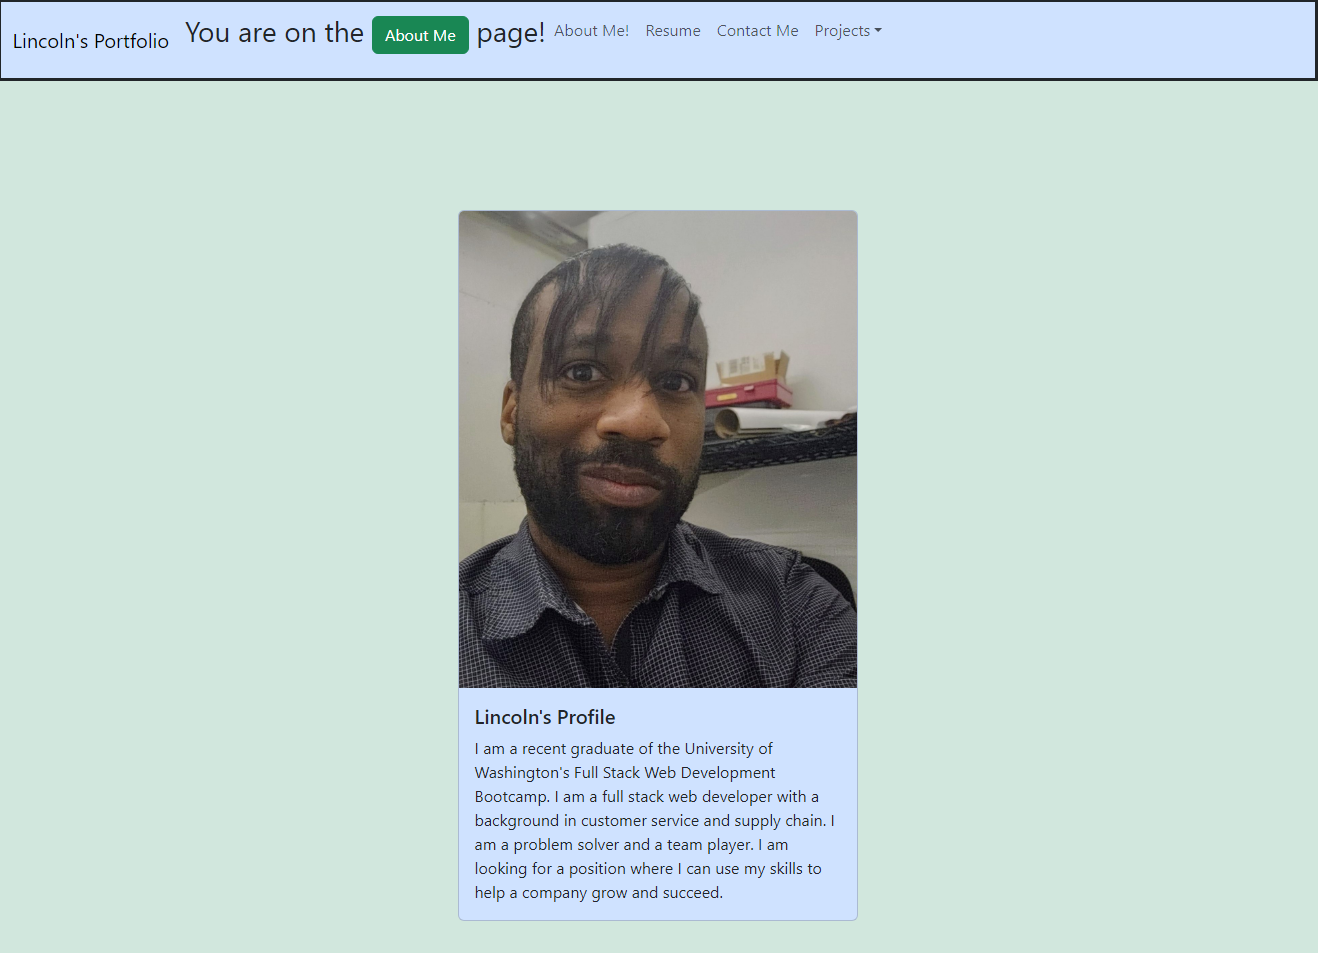 Lincoln's Portfolio You are on the About Me page! About Me! Resume Contact Me Projects
Lincoln's Profile
I am a recent graduate of the University of
Washington's Full Stack Web Development
Bootcamp. I am a full stack web developer with a
background in customer service and supply chain. I
am a problem solver and a team player. I am
looking for a position where I can use my skills to
help a company grow and succeed.